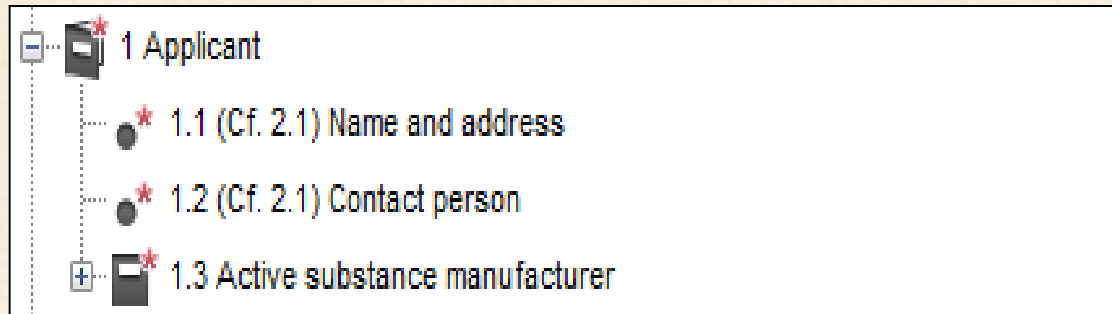 1 Applicant
1.1 (Cf. 2.1) Name and address
1.2 (Cf. 2.1) Contact person
1.3 Active substance manufacturer